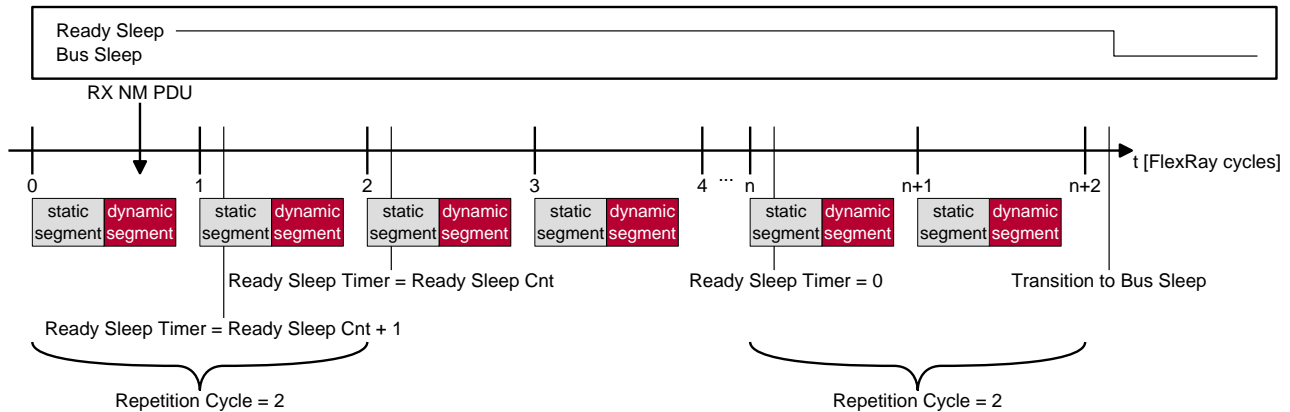 Ready Sleep
Bus Sleep
RX NM PDU
t [FlexRay cycles]
0 1 2 3 4 ... n n+1 n+2
static segment dynamic segment static segment dynamic segment static segment dynamic segment static segment dynamic segment static segment dynamic segment static segment dynamic segment
Ready Sleep Timer = Ready Sleep Cnt Ready Sleep Timer = 0 Transition to Bus Sleep
Ready Sleep Timer = Ready Sleep Cnt + 1
Repetition Cycle = 2 Repetition Cycle = 2